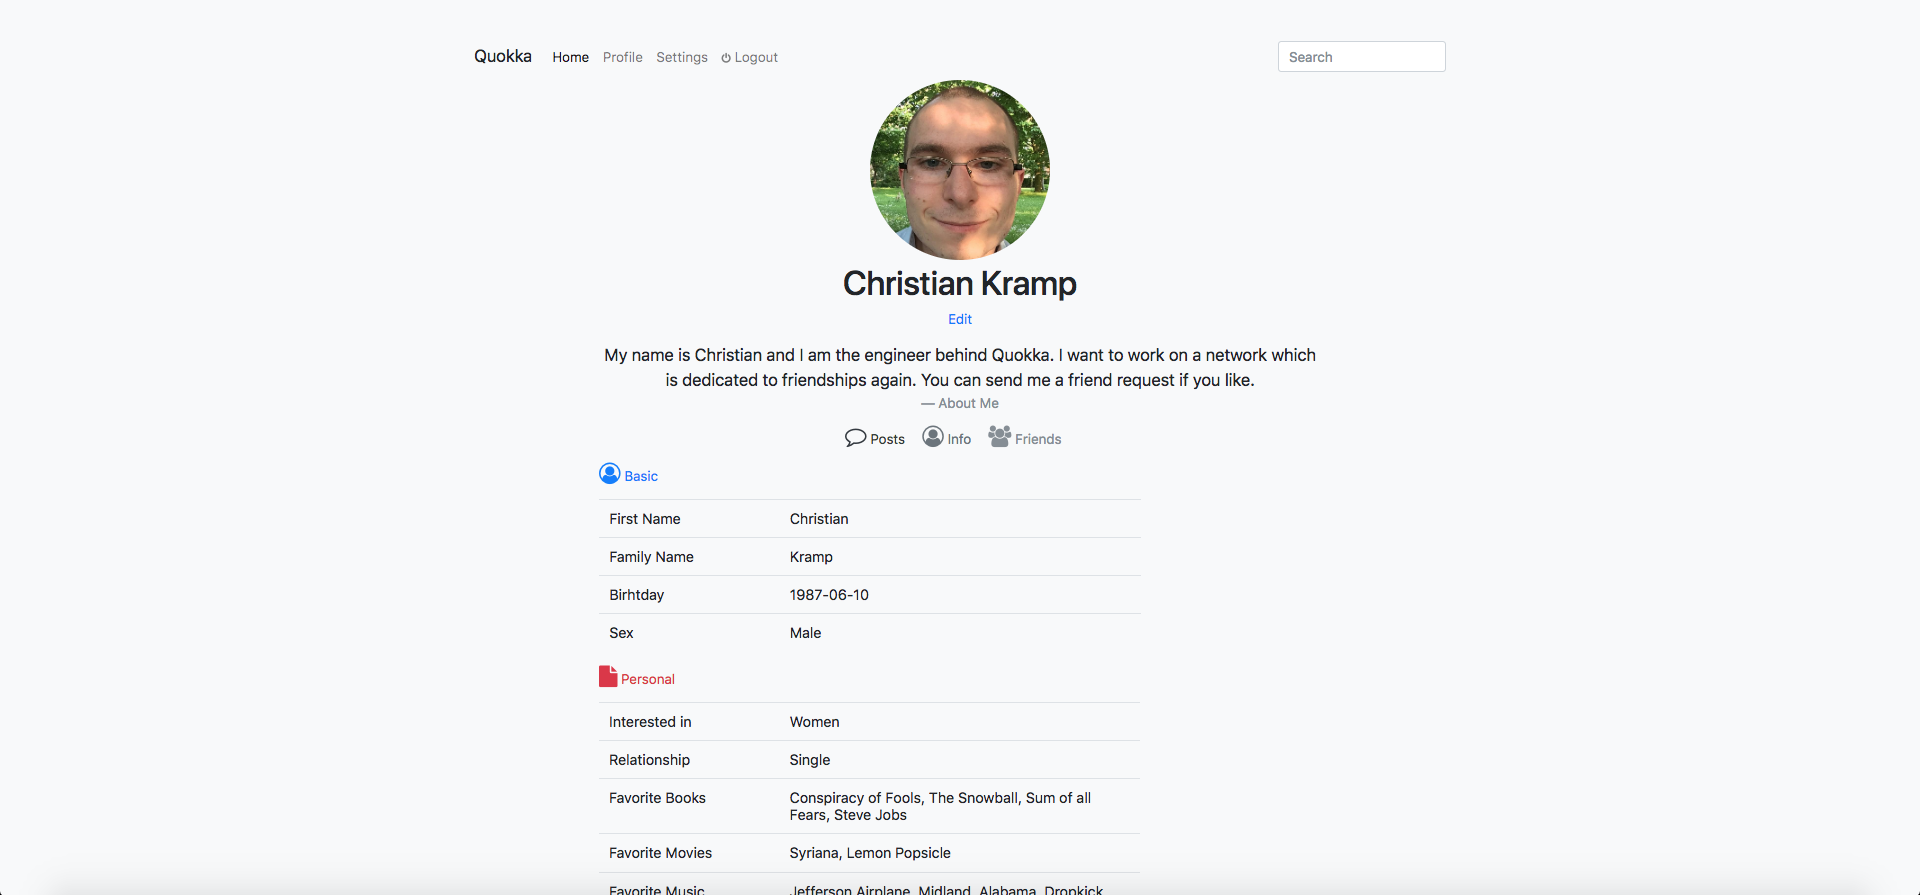 Quokka Home Profile Settings Logout Search
Christian Kramp
Edit
My name is Christian and I am the engineer behind Quokka. I want to work on a network which
is dedicated to friendships again. You can send me a friend request if you like.
— About Me
Posts Info Friends
Basic
First Name Christian
Family Name Kramp
Birhtday 1987-06-10
Sex Male
Personal
Interested in Women
Relationship Single
Favorite Books Conspiracy of Fools, The Snowball, Sum of all
Fears, Steve Jobs
Favorite Movies Syriana, Lemon Popsicle
Favorite Music Jefferson Airplane, Midland, Alabama, Dropkick